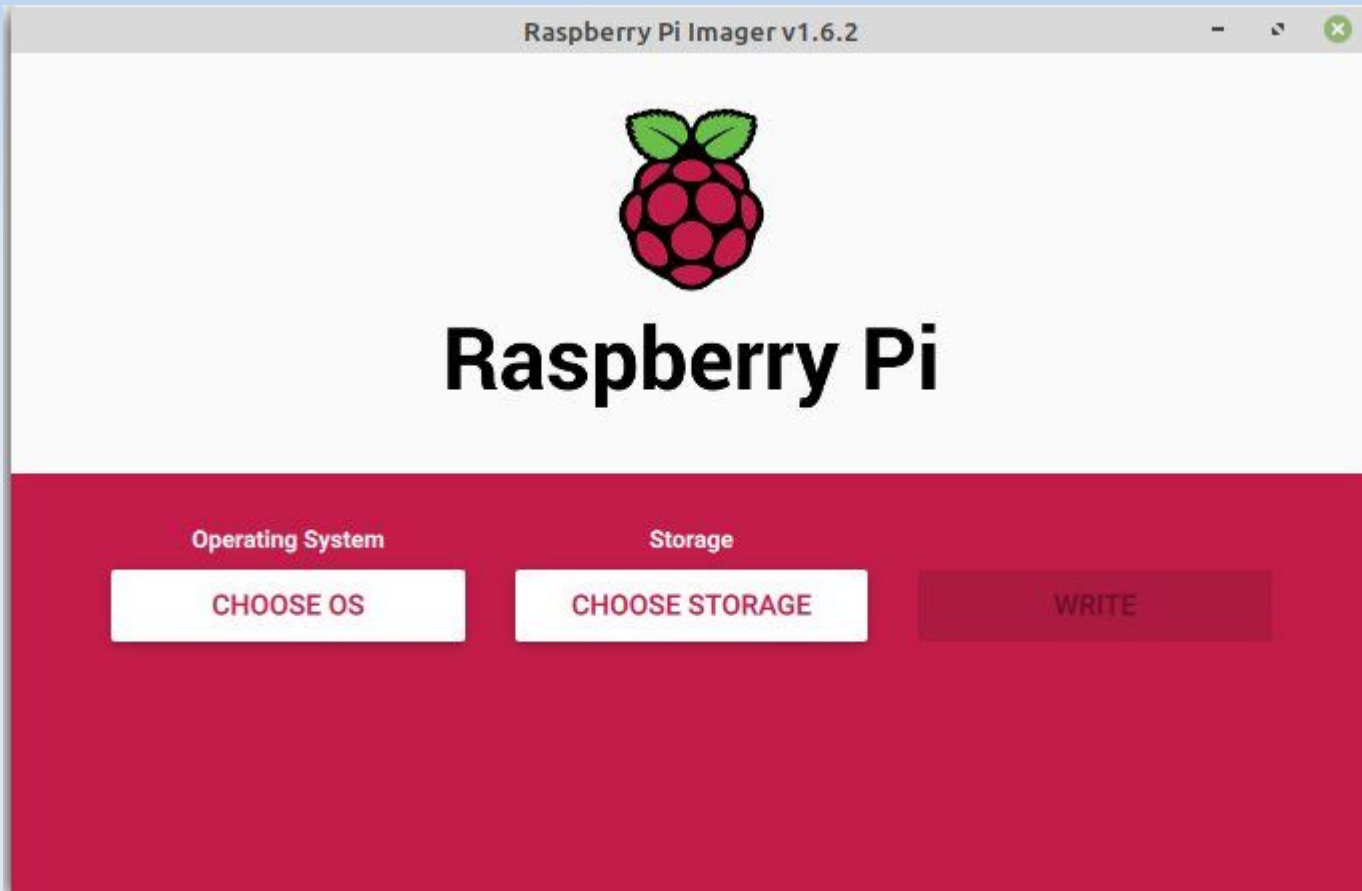 Raspberry Pi Imager v1.6.2
Raspberry Pi
Operating System
Storage
CHOOSE OS
CHOOSE STORAGE
WRITE